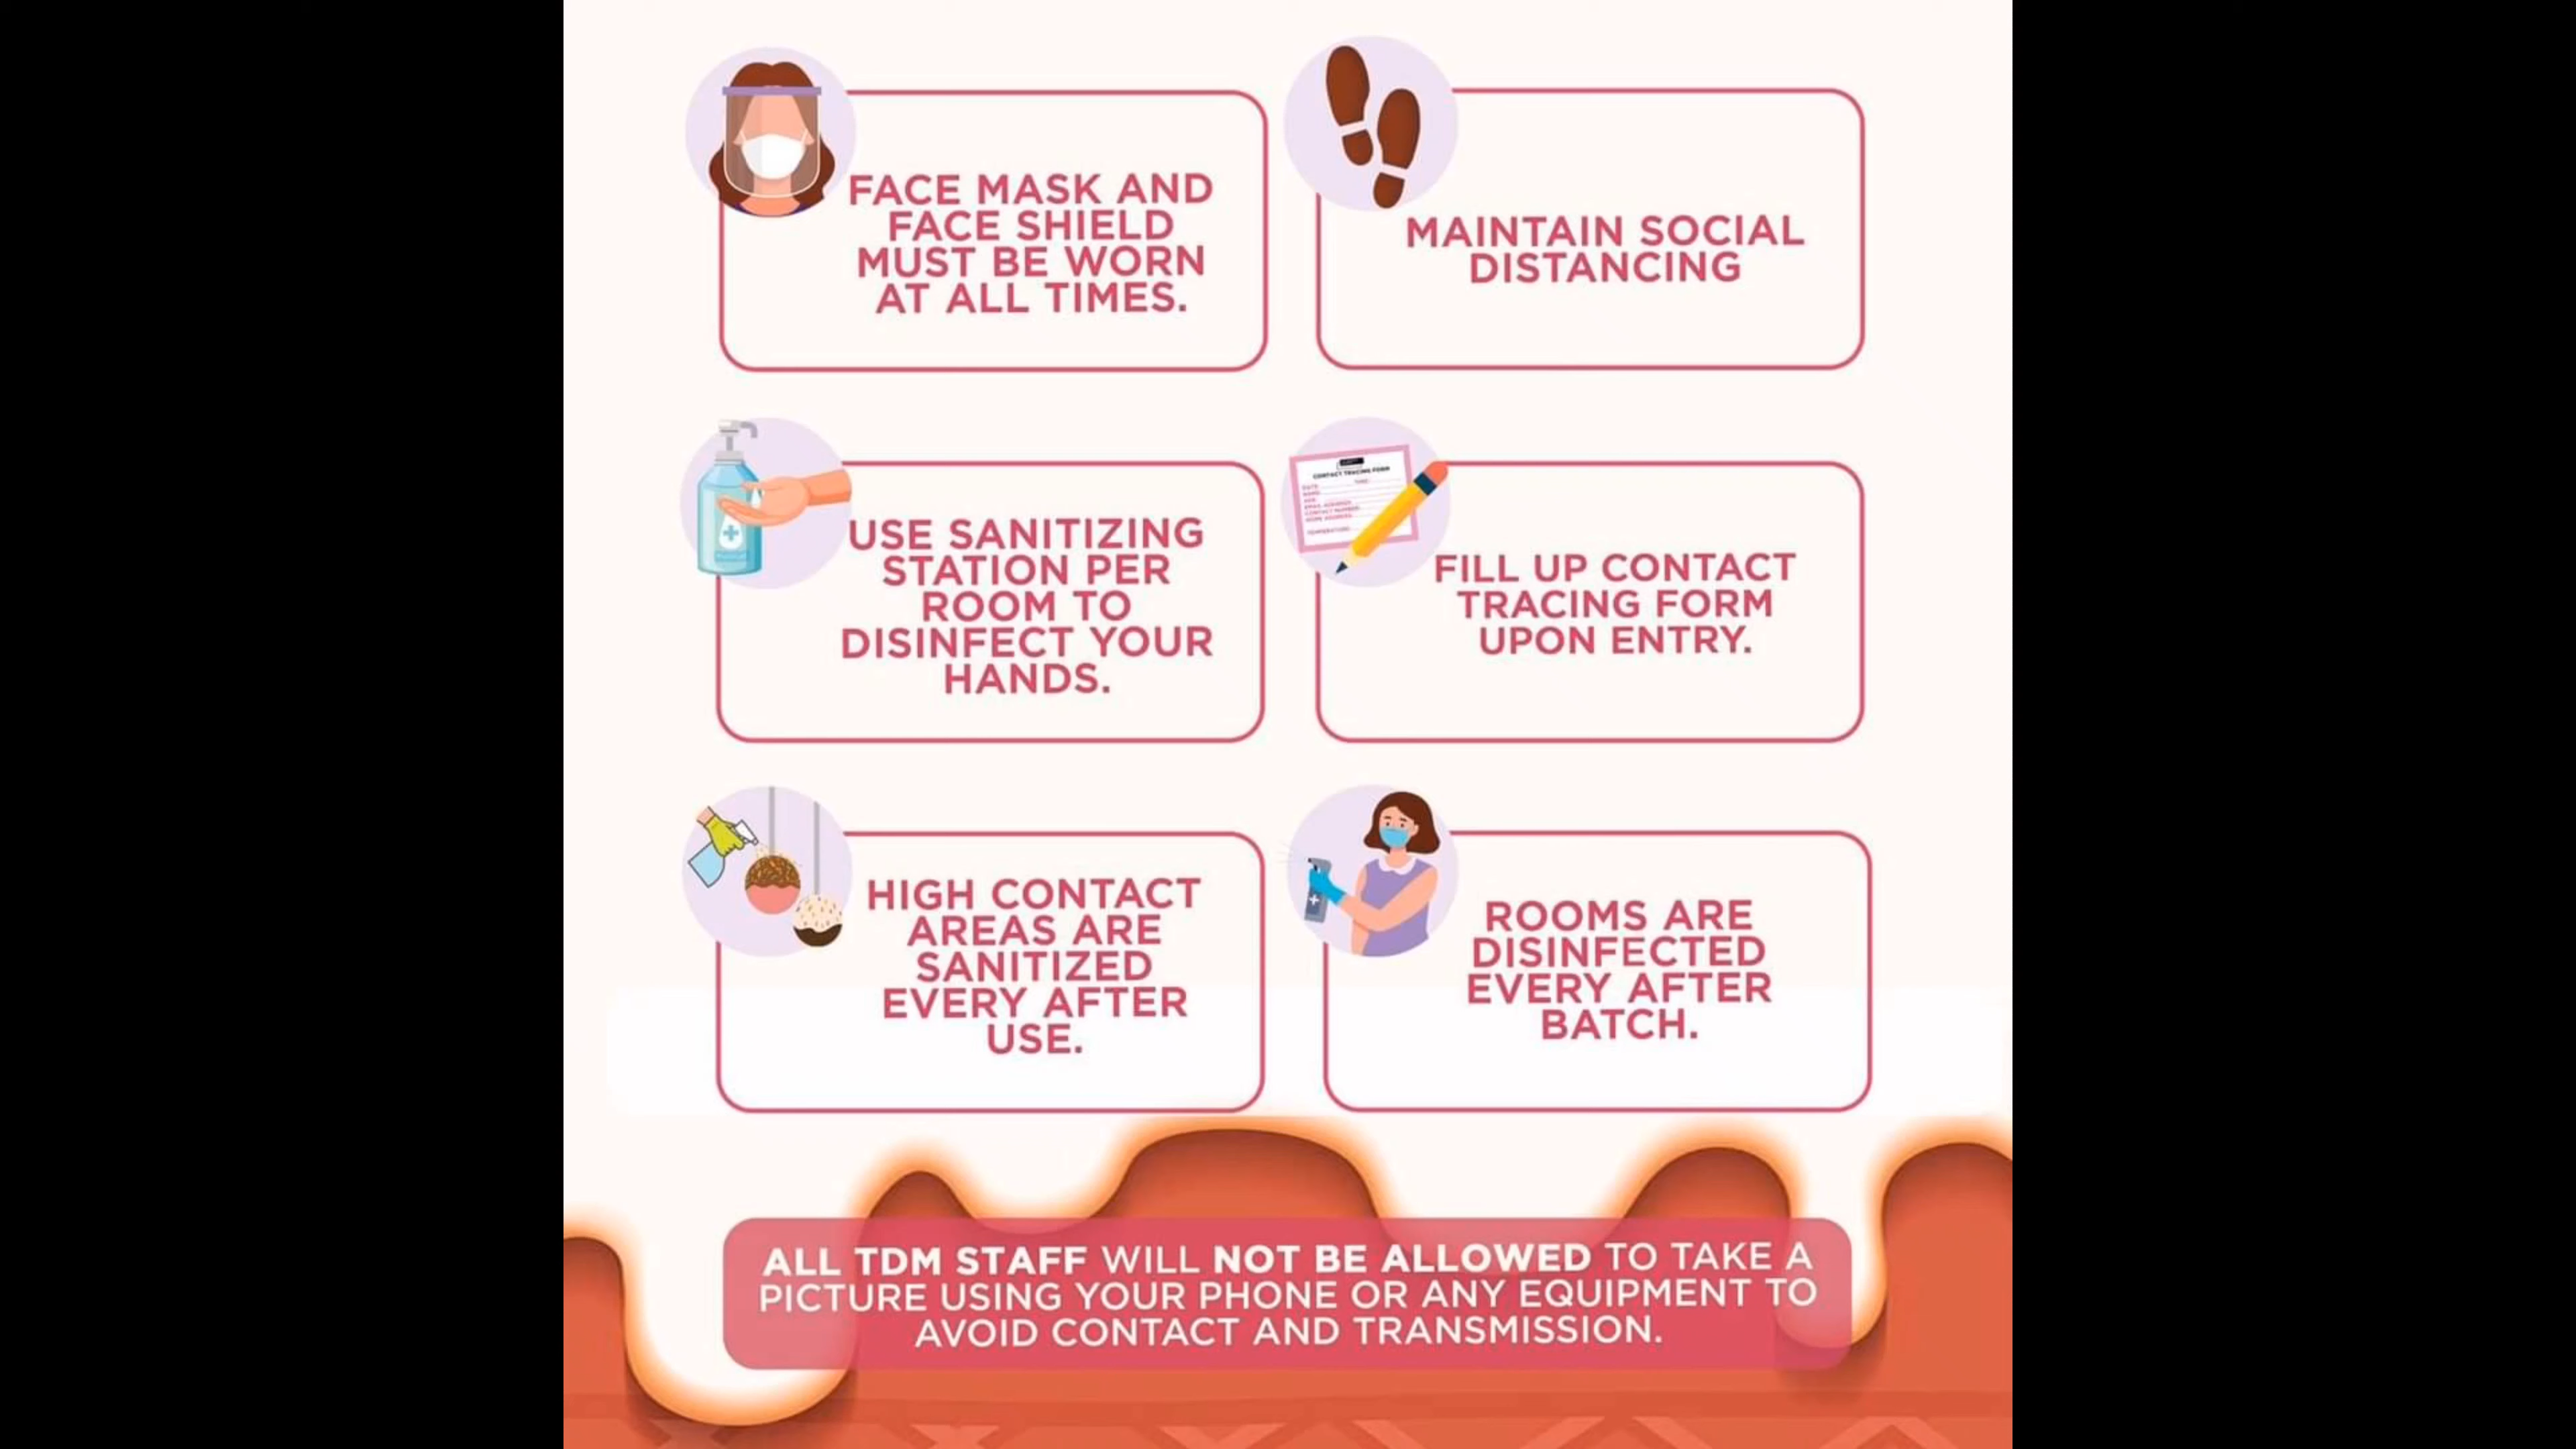 FACE MASK AND
FACE SHIELD
MUST BE WORN
AT ALL TIMES.
MAINTAIN SOCIAL
DISTANCING
USE SANITIZING
STATION PER
ROOM TO
DISINFECT YOUR
HANDS.
CONTACT TRACING FORM
FILL UP CONTACT
TRACING FORM
UPON ENTRY.
HIGH CONTACT
AREAS ARE
SANITIZED
EVERY AFTER
USE.
ROOMS ARE
DISINFECTED
EVERY AFTER
BATCH.
ALL TDM STAFF WILL NOT BE ALLOWED TO TAKE A
PICTURE USING YOUR PHONE OR ANY EQUIPMENT TO
AVOID CONTACT AND TRANSMISSION.